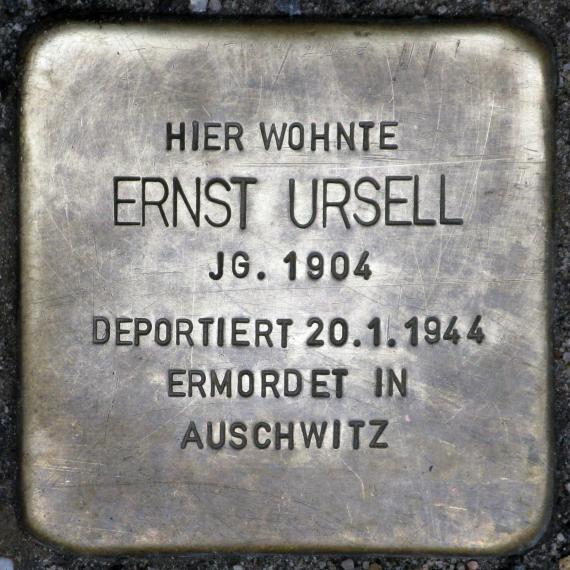 HIER WOHNTE
ERNST URSELL
JG. 1904
DEPORTIERT 20.1.1944
ERMORDET IN
AUSCHWITZ